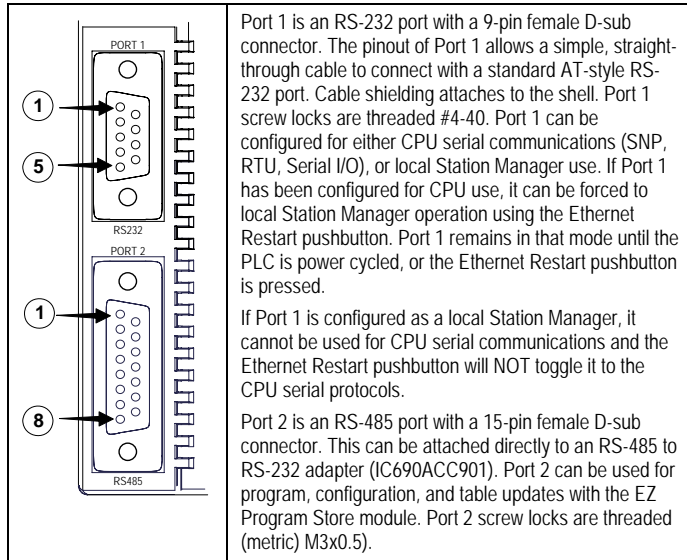 PORT 1
1
5
RS232
PORT 2
1
8
RS485
Port 1 is an RS-232 port with a 9-pin female D-sub
connector. The pinout of Port 1 allows a simple, straight-
through cable to connect with a standard AT-style RS-
232 port. Cable shielding attaches to the shell. Port 1
screw locks are threaded #4-40. Port 1 can be
configured for either CPU serial communications (SNP,
RTU, Serial I/O), or local Station Manager use. If Port 1
has been configured for CPU use, it can be forced to
local Station Manager operation using the Ethernet
Restart pushbutton. Port 1 remains in that mode until the
PLC is power cycled, or the Ethernet Restart pushbutton
is pressed.
If Port 1 is configured as a local Station Manager, it
cannot be used for CPU serial communications and the
Ethernet Restart pushbutton will NOT toggle it to the
CPU serial protocols.
Port 2 is an RS-485 port with a 15-pin female D-sub
connector. This can be attached directly to an RS-485 to
RS-232 adapter (IC690ACC901). Port 2 can be used for
program, configuration, and table updates with the EZ
Program Store module. Port 2 screw locks are threaded
(metric) M3x0.5).